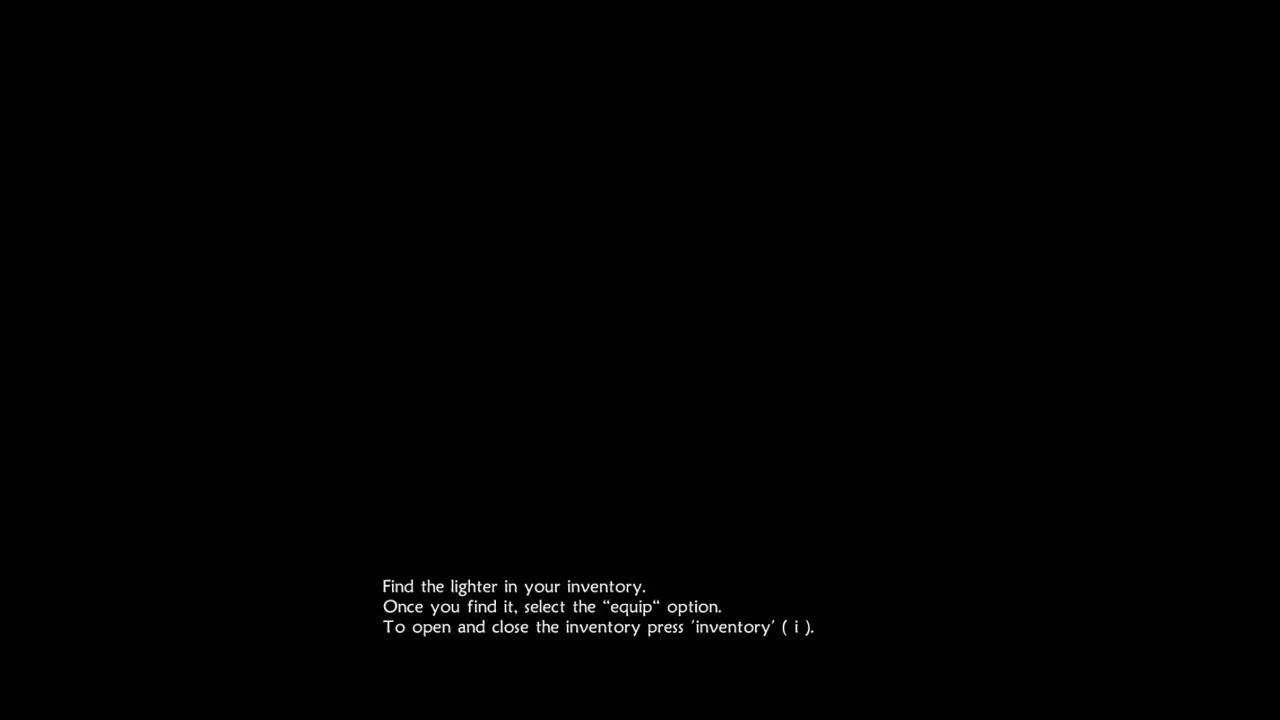 Find the lighter in your inventory.
Once you find it, select the “equip“ option.
To open and close the inventory press 'inventory' ( i ).